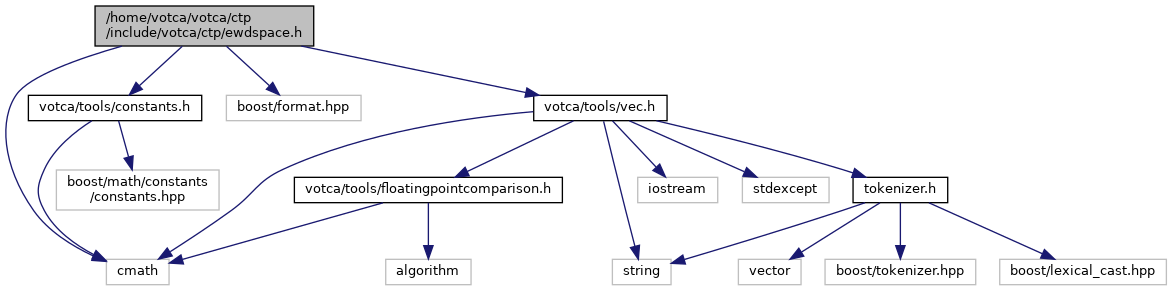 /home/votca/votca/ctp
/include/votca/ctp/ewdspace.h
votca/tools/constants.h
boost/format.hpp
votca/tools/vec.h
boost/math/constants
/constants.hpp
votca/tools/floatingpointcomparison.h
iostream
stdexcept
tokenizer.h
cmath
algorithm
string
vector
boost/tokenizer.hpp
boost/lexical_cast.hpp